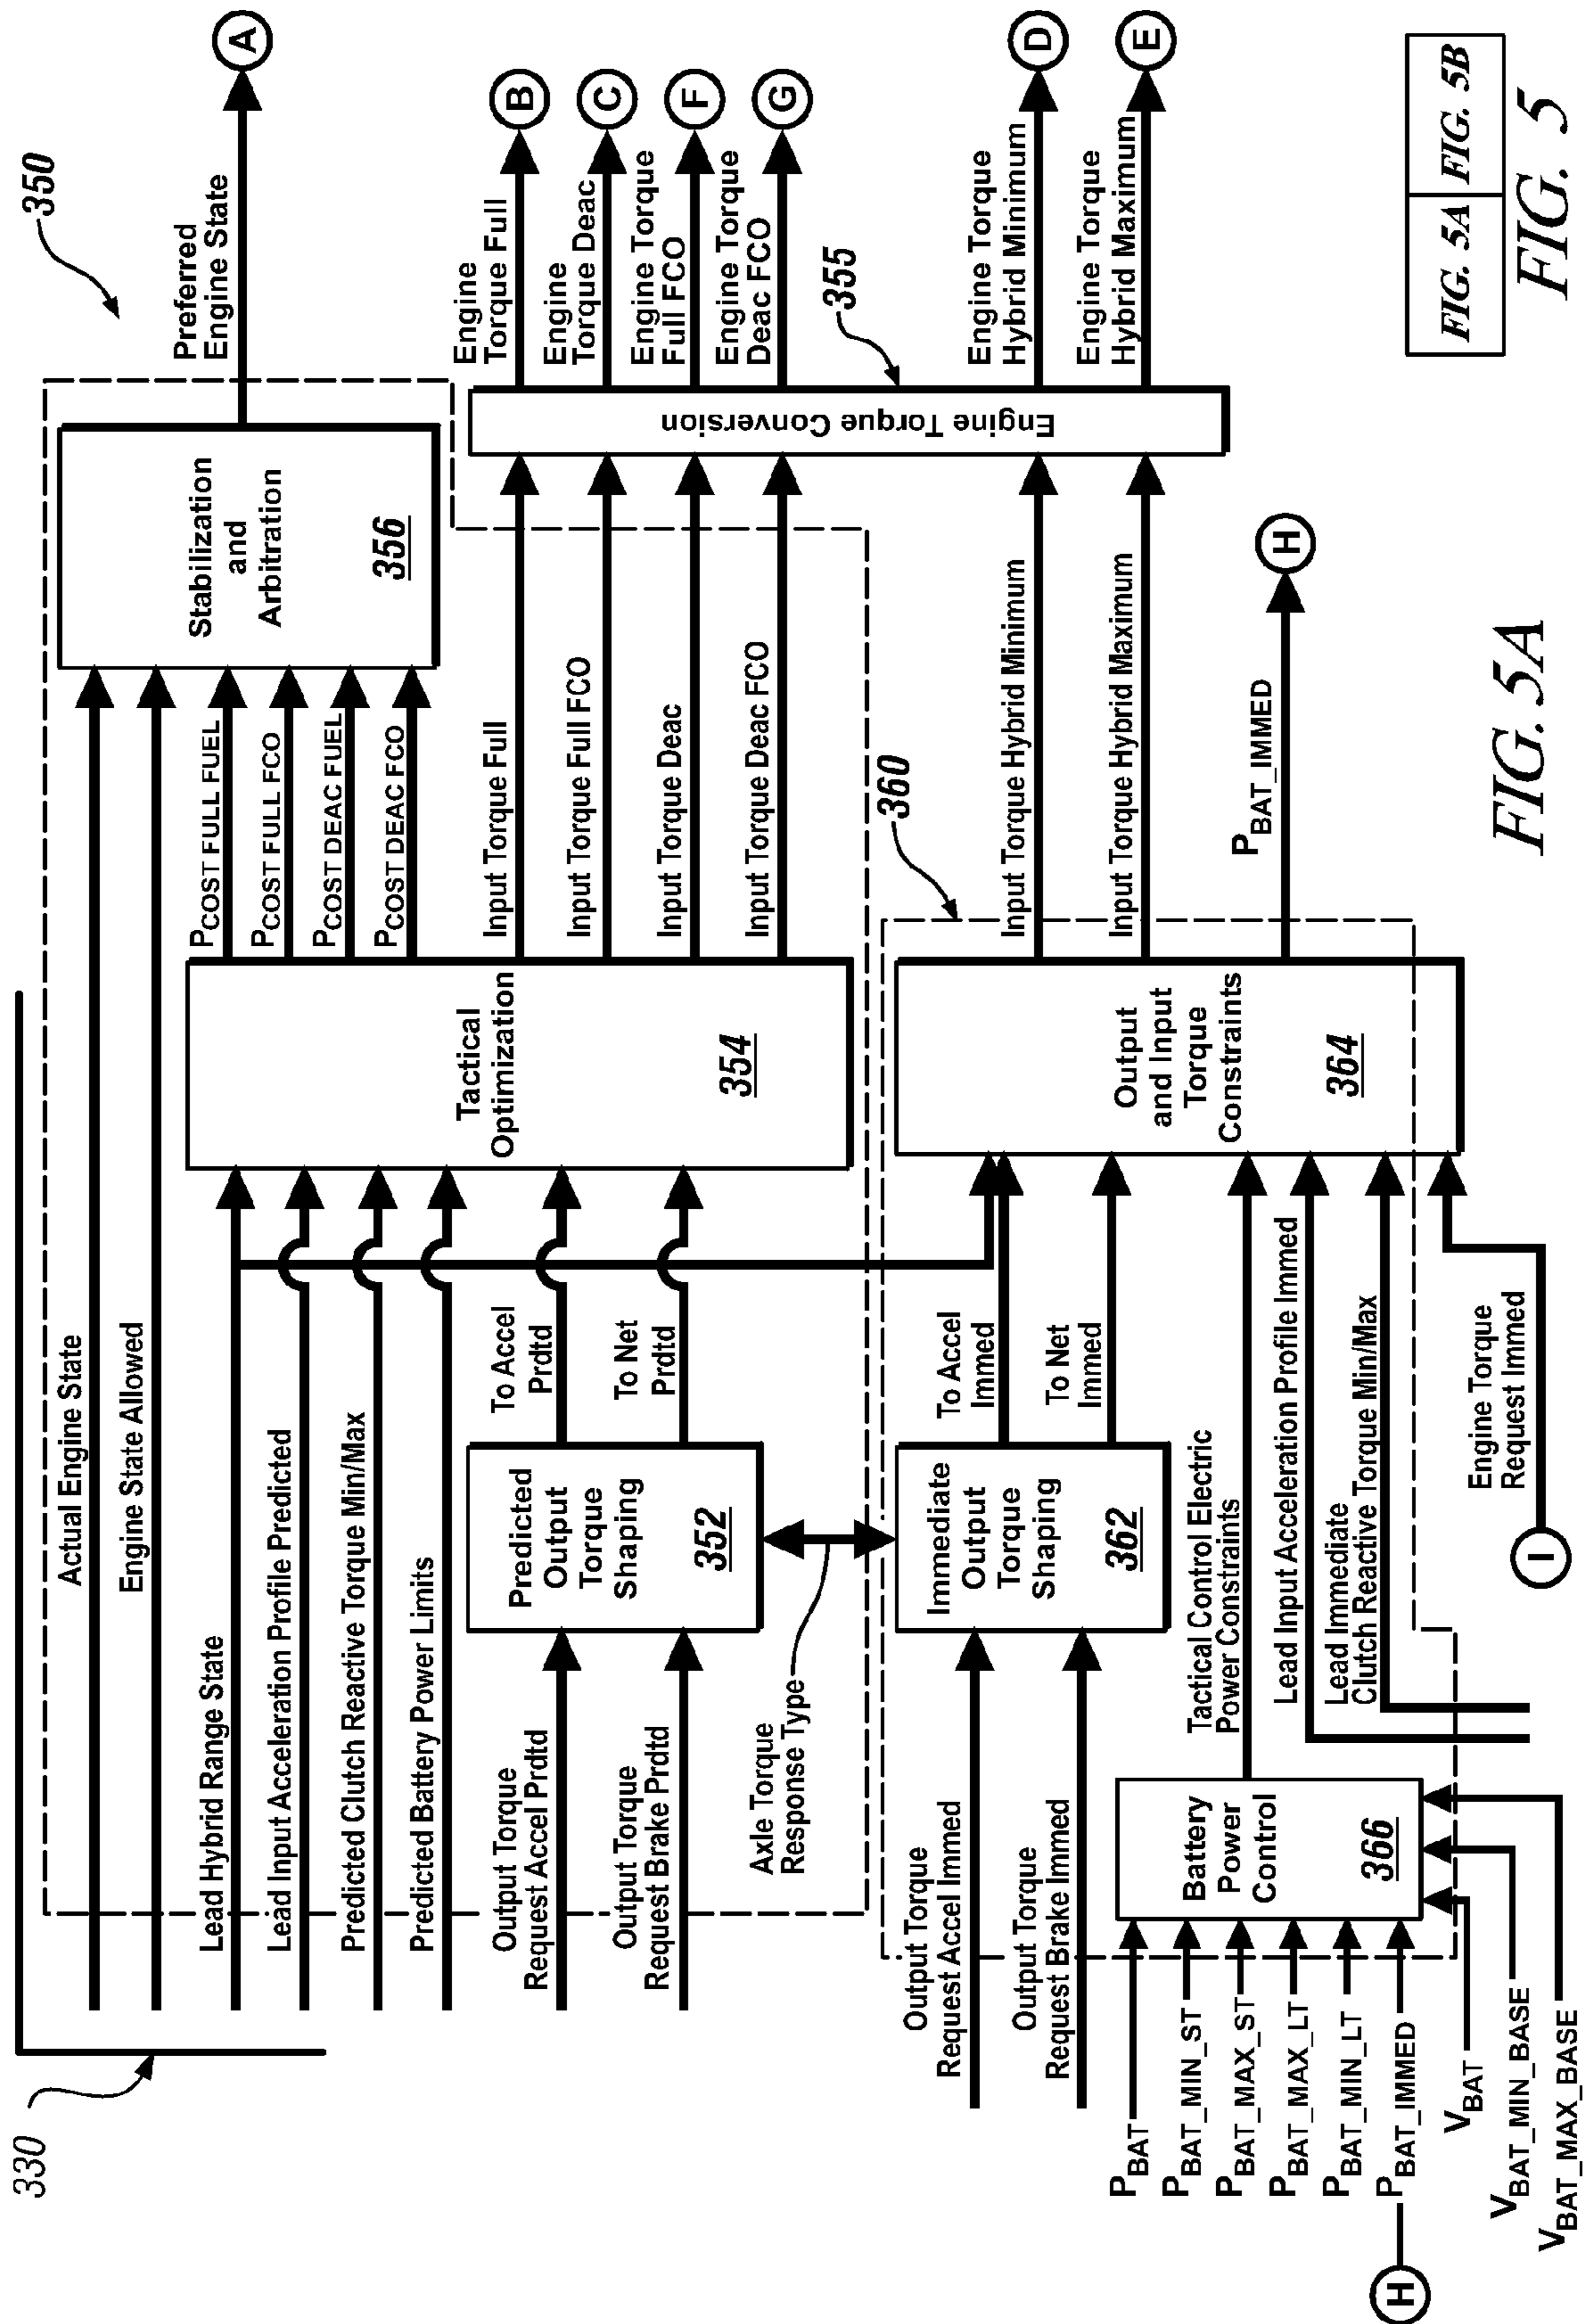 330
350
Actual Engine State
Engine State Allowed
Lead Hybrid Range State
Lead Input Acceleration Profile Predicted
Predicted Clutch Reactive Torque Min/Max
Predicted Battery Power Limits
Output Torque
Request Accel Prdtd
Output Torque
Request Brake Prdtd
Predicted
Output
Torque
Shaping
352
To Accel
Prdtd
To Net
Prdtd
Axle Torque
Response Type
Tactical
Optimization
354
PCOST FULL FUEL
PCOST FULL FCO
PCOST DEAC FUEL
PCOST DEAC FCO
Stabilization
and
Arbitration
356
Preferred
Engine State
A
Input Torque Full
Input Torque Full FCO
Input Torque Deac
Input Torque Deac FCO
Engine Torque Conversion
355
Engine
Torque Full
B
Engine
Torque Deac
C
Engine Torque
Full FCO
F
Engine Torque
Deac FCO
G
Output Torque
Request Accel Immed
Output Torque
Request Brake Immed
Immediate
Output
Torque
Shaping
362
To Accel
Immed
To Net
Immed
360
Output
and Input
Torque
Constraints
364
Input Torque Hybrid Minimum
Input Torque Hybrid Maximum
Engine Torque
Hybrid Minimum
D
Engine Torque
Hybrid Maximum
E
PBAT_IMMED
H
PBAT
PBAT_MIN_ST
PBAT_MAX_ST
PBAT_MAX_LT
PBAT_MIN_LT
H
PBAT_IMMED
VBAT
VBAT_MIN_BASE
VBAT_MAX_BASE
Battery
Power
Control
366
Tactical Control Electric
Power Constraints
Lead Input Acceleration Profile Immed
Lead Immediate
Clutch Reactive Torque Min/Max
Engine Torque
Request Immed
I
FIG. 5A
FIG. 5A FIG. 5B
FIG. 5